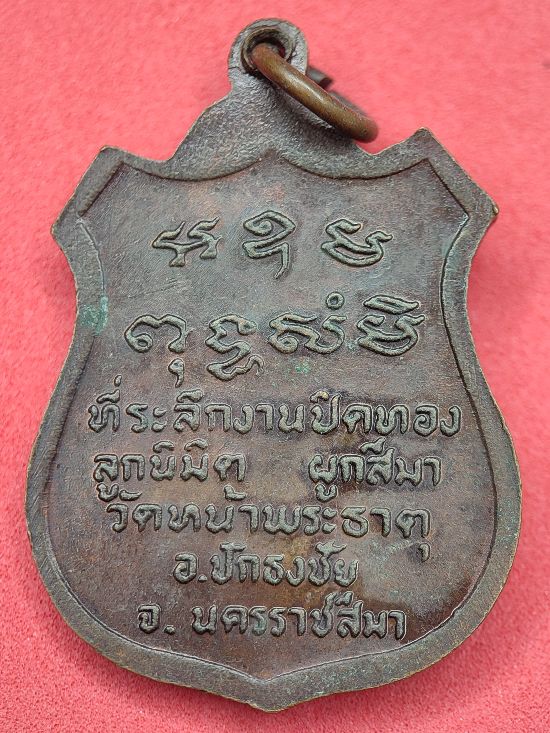 ที่ระลึกงานปิดทอง
ลูกนิมิต ผูกสีมา
วัดหน้าพระธาตุ
อ.ปักธงชัย
จ. นครราชสีมา